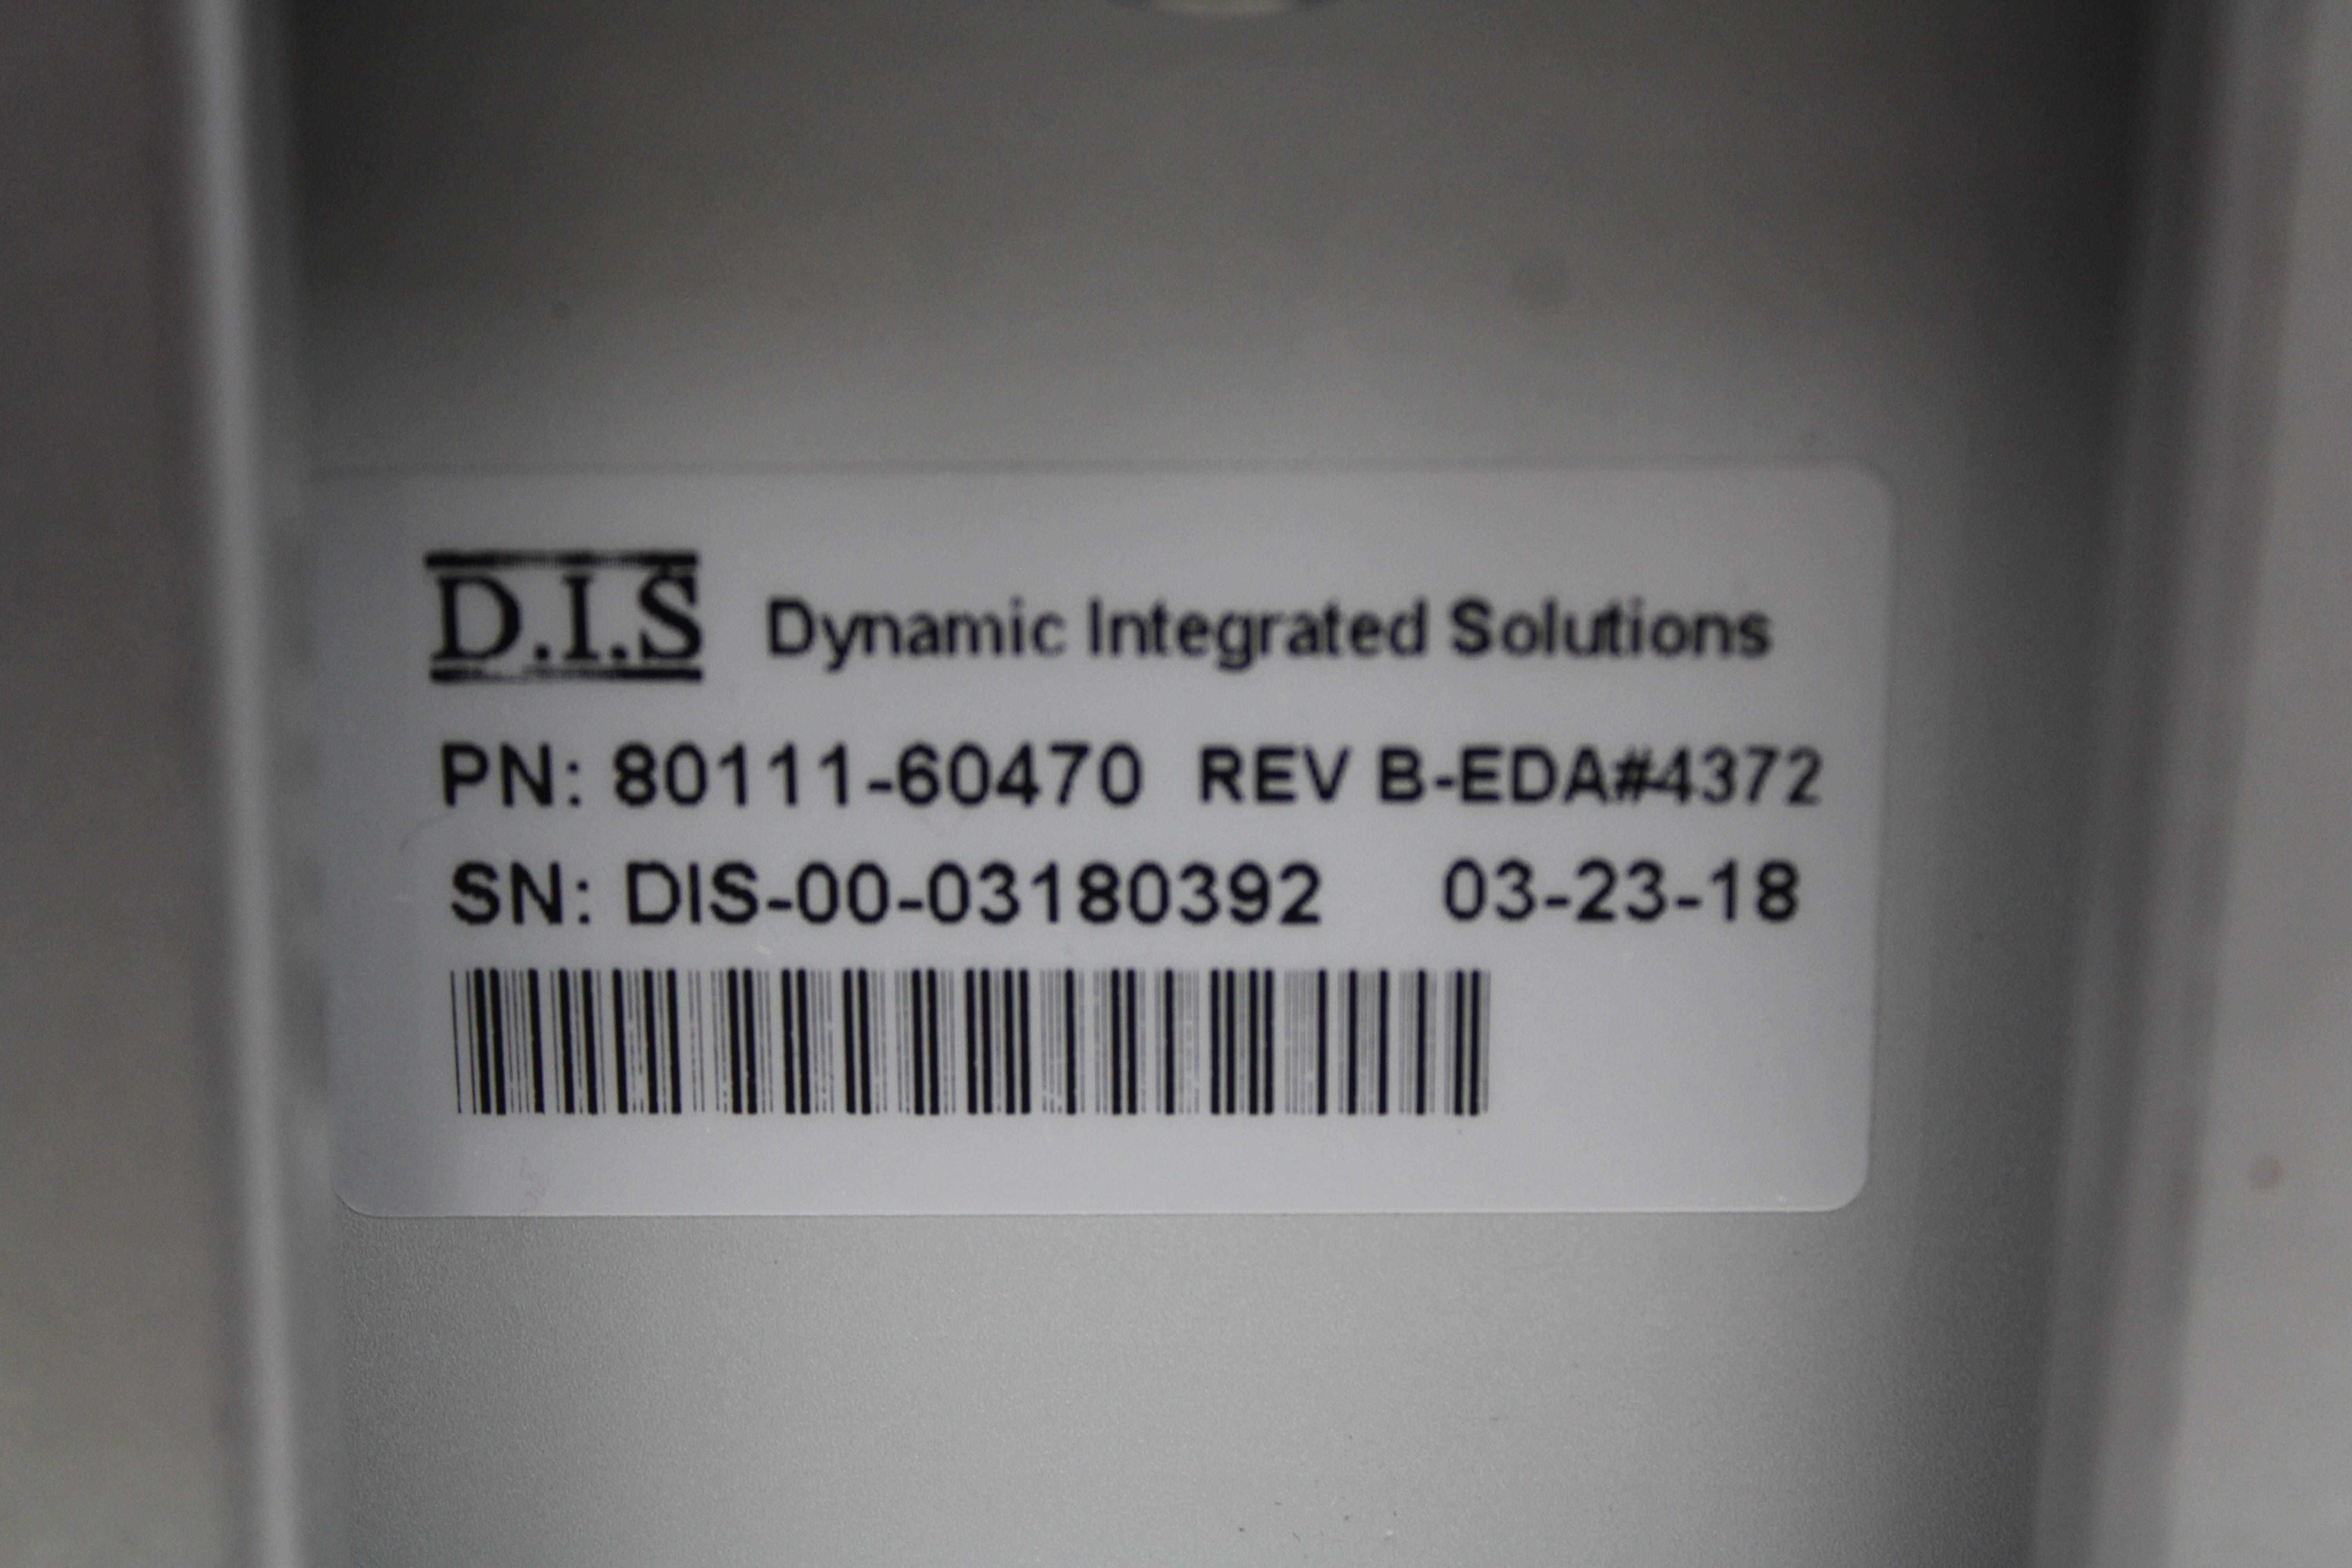 D.I.S Dynamic Integrated Solutions
PN: 80111-60470 REV B-EDA#4372
SN: DIS-00-03180392 03-23-18